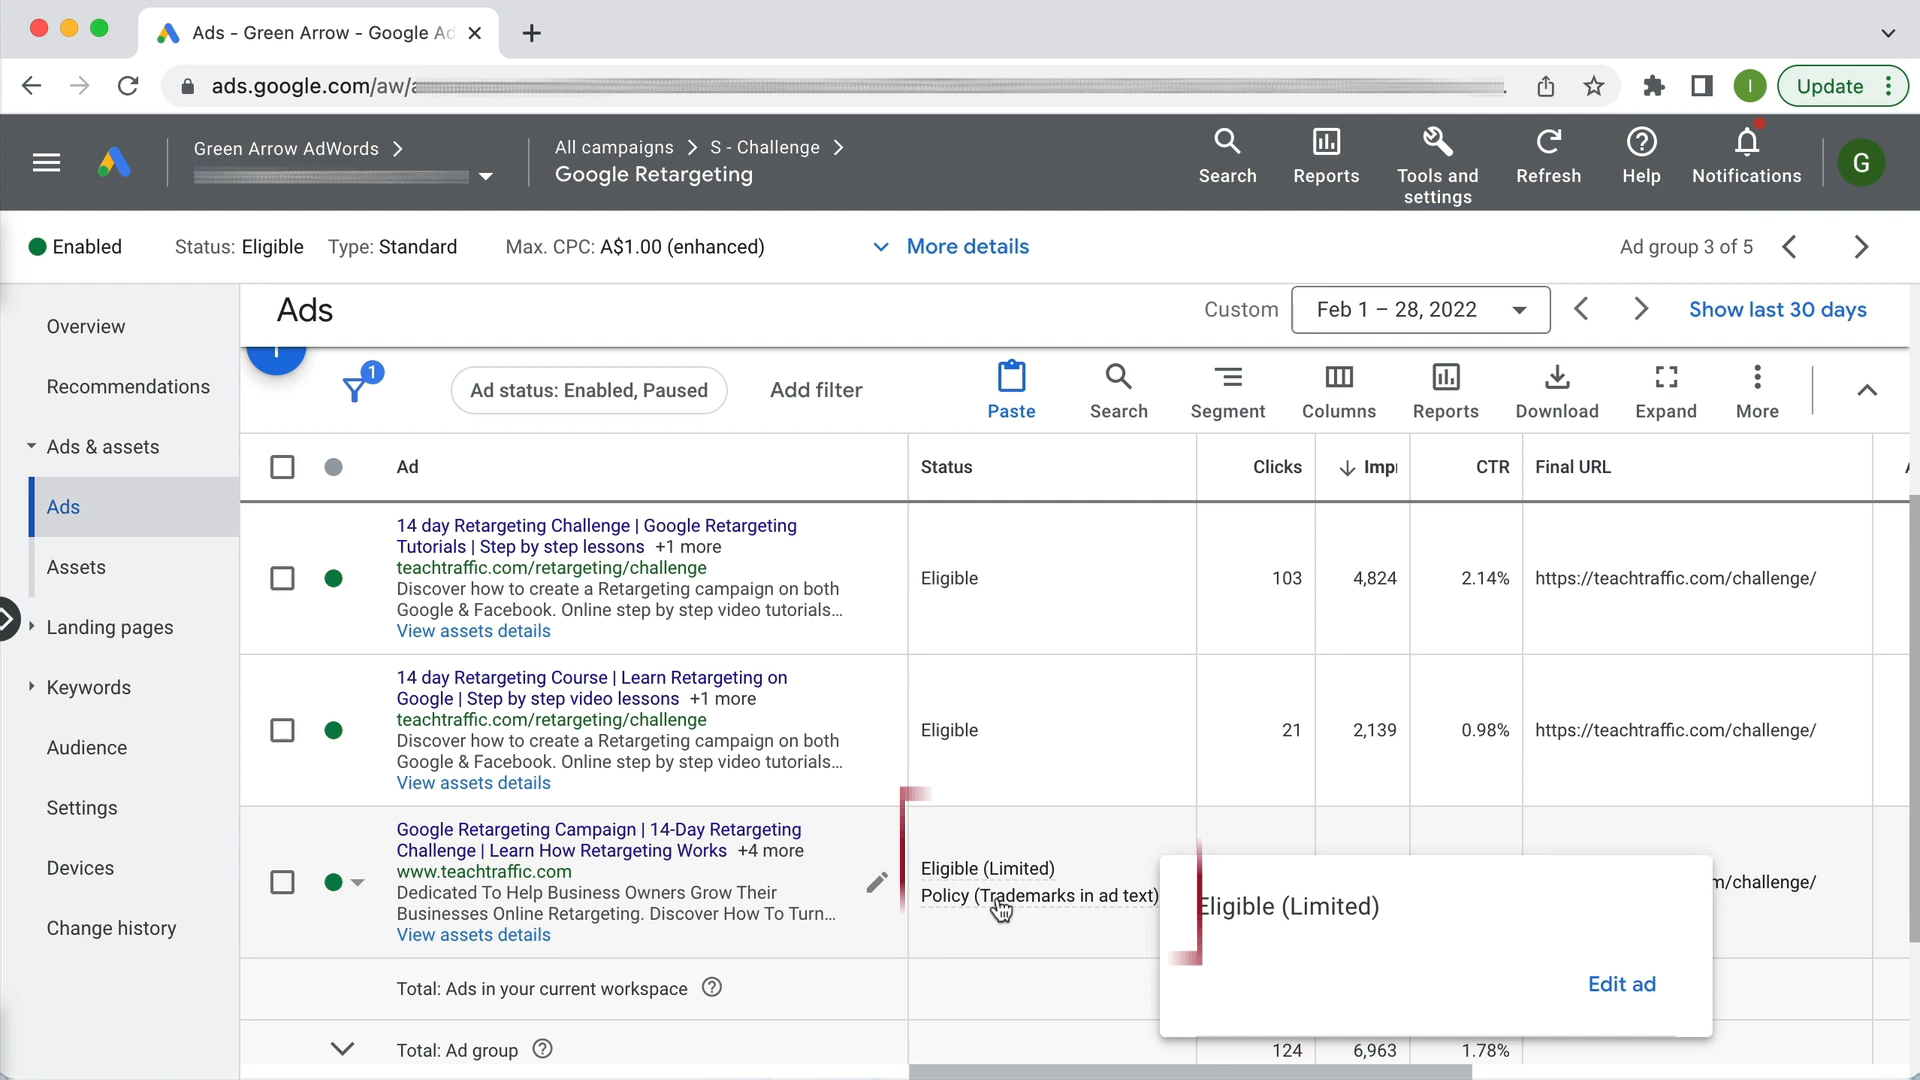 Ads - Green Arrow - Google Ad
ads.google.com/aw/
I
Update
Green Arrow AdWords
All campaigns
S - Challenge
Google Retargeting
Search
Reports
Tools and
settings
Refresh
Help
Notifications
G
Enabled
Status: Eligible
Type: Standard
Max. CPC: A$1.00 (enhanced)
More details
Ad group 3 of 5
Overview
Recommendations
Ads & assets
Ads
Assets
Landing pages
Keywords
Audience
Settings
Devices
Change history
Ads
Custom
Feb 1 – 28, 2022
Show last 30 days
1
Ad status: Enabled, Paused
Add filter
Paste
Search
Segment
Columns
Reports
Download
Expand
More
Ad
Status
Clicks
Impr
CTR
Final URL
14 day Retargeting Challenge | Google Retargeting
Tutorials | Step by step lessons +1 more
teachtraffic.com/retargeting/challenge
Discover how to create a Retargeting campaign on both
Google & Facebook. Online step by step video tutorials...
View assets details
Eligible
103
4,824
2.14%
https://teachtraffic.com/challenge/
14 day Retargeting Course | Learn Retargeting on
Google | Step by step video lessons +1 more
teachtraffic.com/retargeting/challenge
Discover how to create a Retargeting campaign on both
Google & Facebook. Online step by step video tutorials...
View assets details
Eligible
21
2,139
0.98%
https://teachtraffic.com/challenge/
Google Retargeting Campaign | 14-Day Retargeting
Challenge | Learn How Retargeting Works +4 more
www.teachtraffic.com
Dedicated To Help Business Owners Grow Their
Businesses Online Retargeting. Discover How To Turn...
View assets details
Eligible (Limited)
Policy (Trademarks in ad text)
m/challenge/
Eligible (Limited)
Edit ad
Total: Ads in your current workspace
Total: Ad group
124
6,963
1.78%